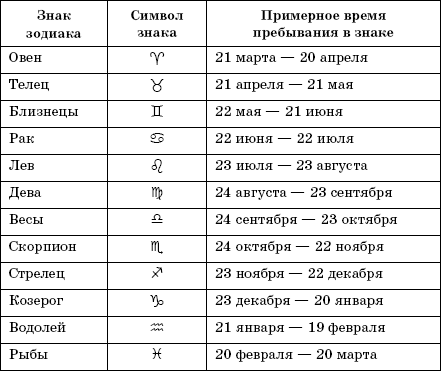 Знак зодиака | Символ знака | Примерное время пребывания в знаке
Овен ♈ 21 марта — 20 апреля
Телец ♉ 21 апреля — 21 мая
Близнецы ♊ 22 мая — 21 июня
Рак ♋ 22 июня — 22 июля
Лев ♌ 23 июля — 23 августа
Дева ♍ 24 августа — 23 сентября
Весы ♎ 24 сентября — 23 октября
Скорпион ♏ 24 октября — 22 ноября
Стрелец ♐ 23 ноября — 22 декабря
Козерог ♑ 23 декабря — 20 января
Водолей ♒ 21 января — 19 февраля
Рыбы ♓ 20 февраля — 20 марта